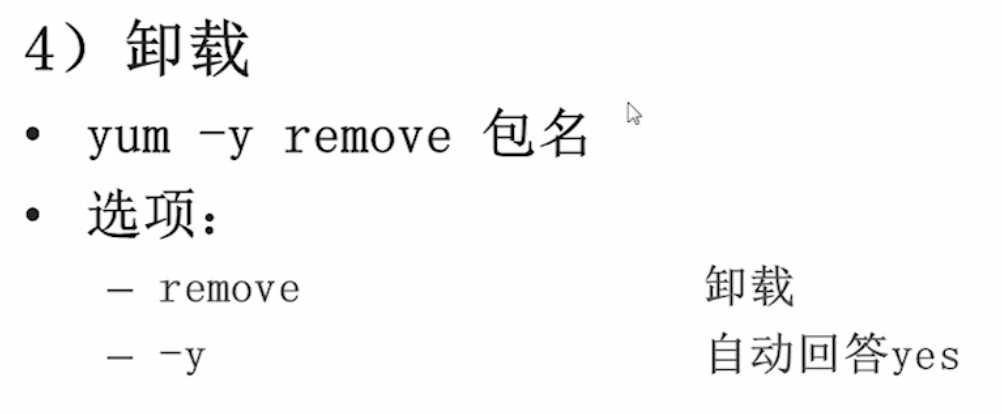 4）卸载
• yum -y remove 包名
• 选项：
– remove 卸载
– -y 自动回答yes